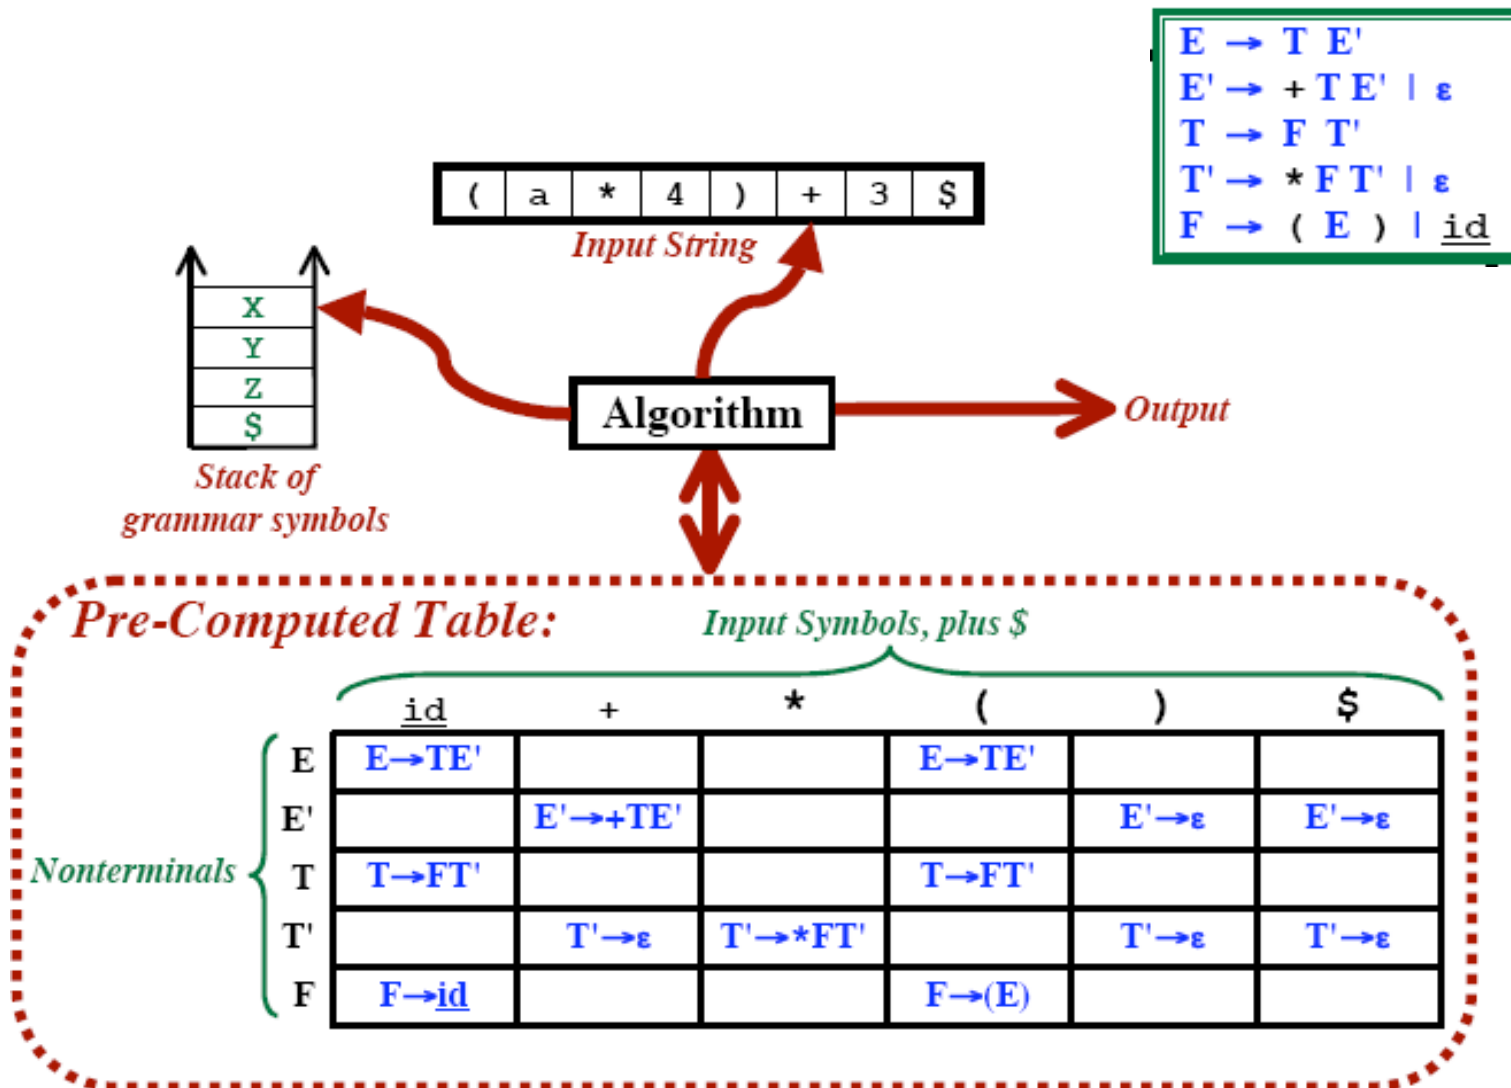 E → T E'
E' → + T E' | ε
T → F T'
T' → * F T' | ε
F → ( E ) | id
( a * 4 ) + 3 $
Input String
X
Y
Z
$
Stack of
grammar symbols
Algorithm
Output
Pre-Computed Table:
Input Symbols, plus $
id + * ( ) $
E E→TE' E→TE'
E' E'→+TE' E'→ε E'→ε
Nonterminals
T T→FT' T→FT'
T' T'→ε T'→*FT' T'→ε T'→ε
F F→id F→(E)